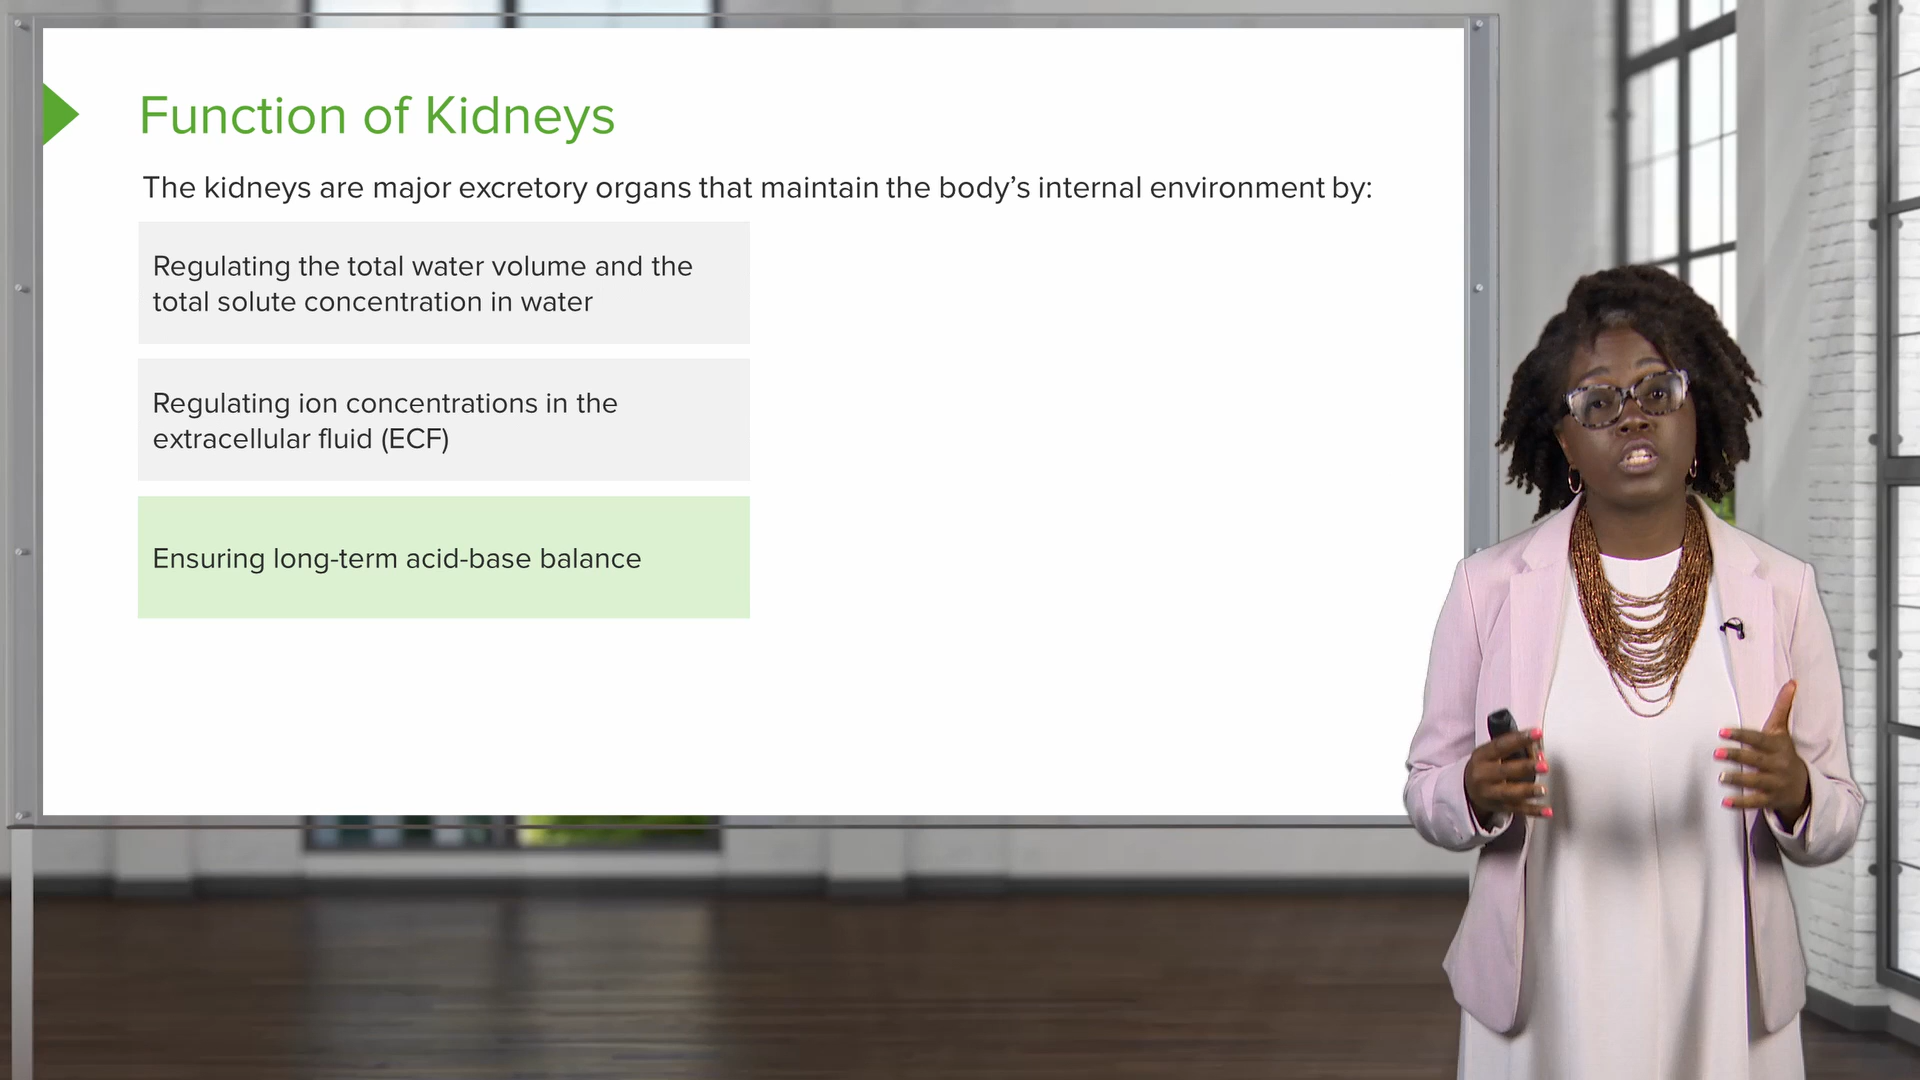 Function of Kidneys
The kidneys are major excretory organs that maintain the body’s internal environment by:
Regulating the total water volume and the
total solute concentration in water
Regulating ion concentrations in the
extracellular fluid (ECF)
Ensuring long-term acid-base balance